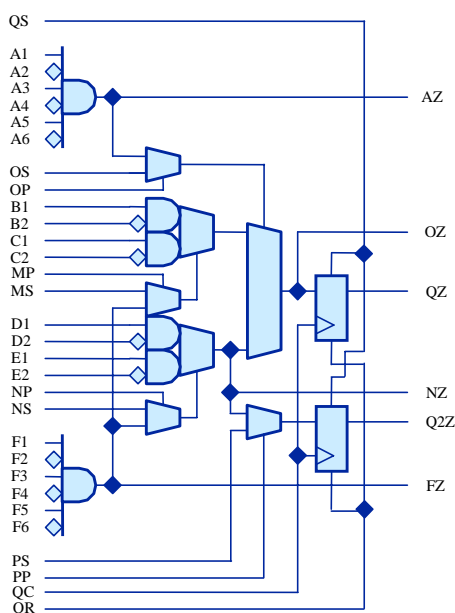 QS
A1
A2
A3
A4
A5
A6
AZ
OS
OP
B1
B2
C1
C2
OZ
MP
MS
QZ
D1
D2
E1
E2
NP
NZ
NS
Q2Z
F1
F2
F3
F4
F5
F6
FZ
PS
PP
QC
QR